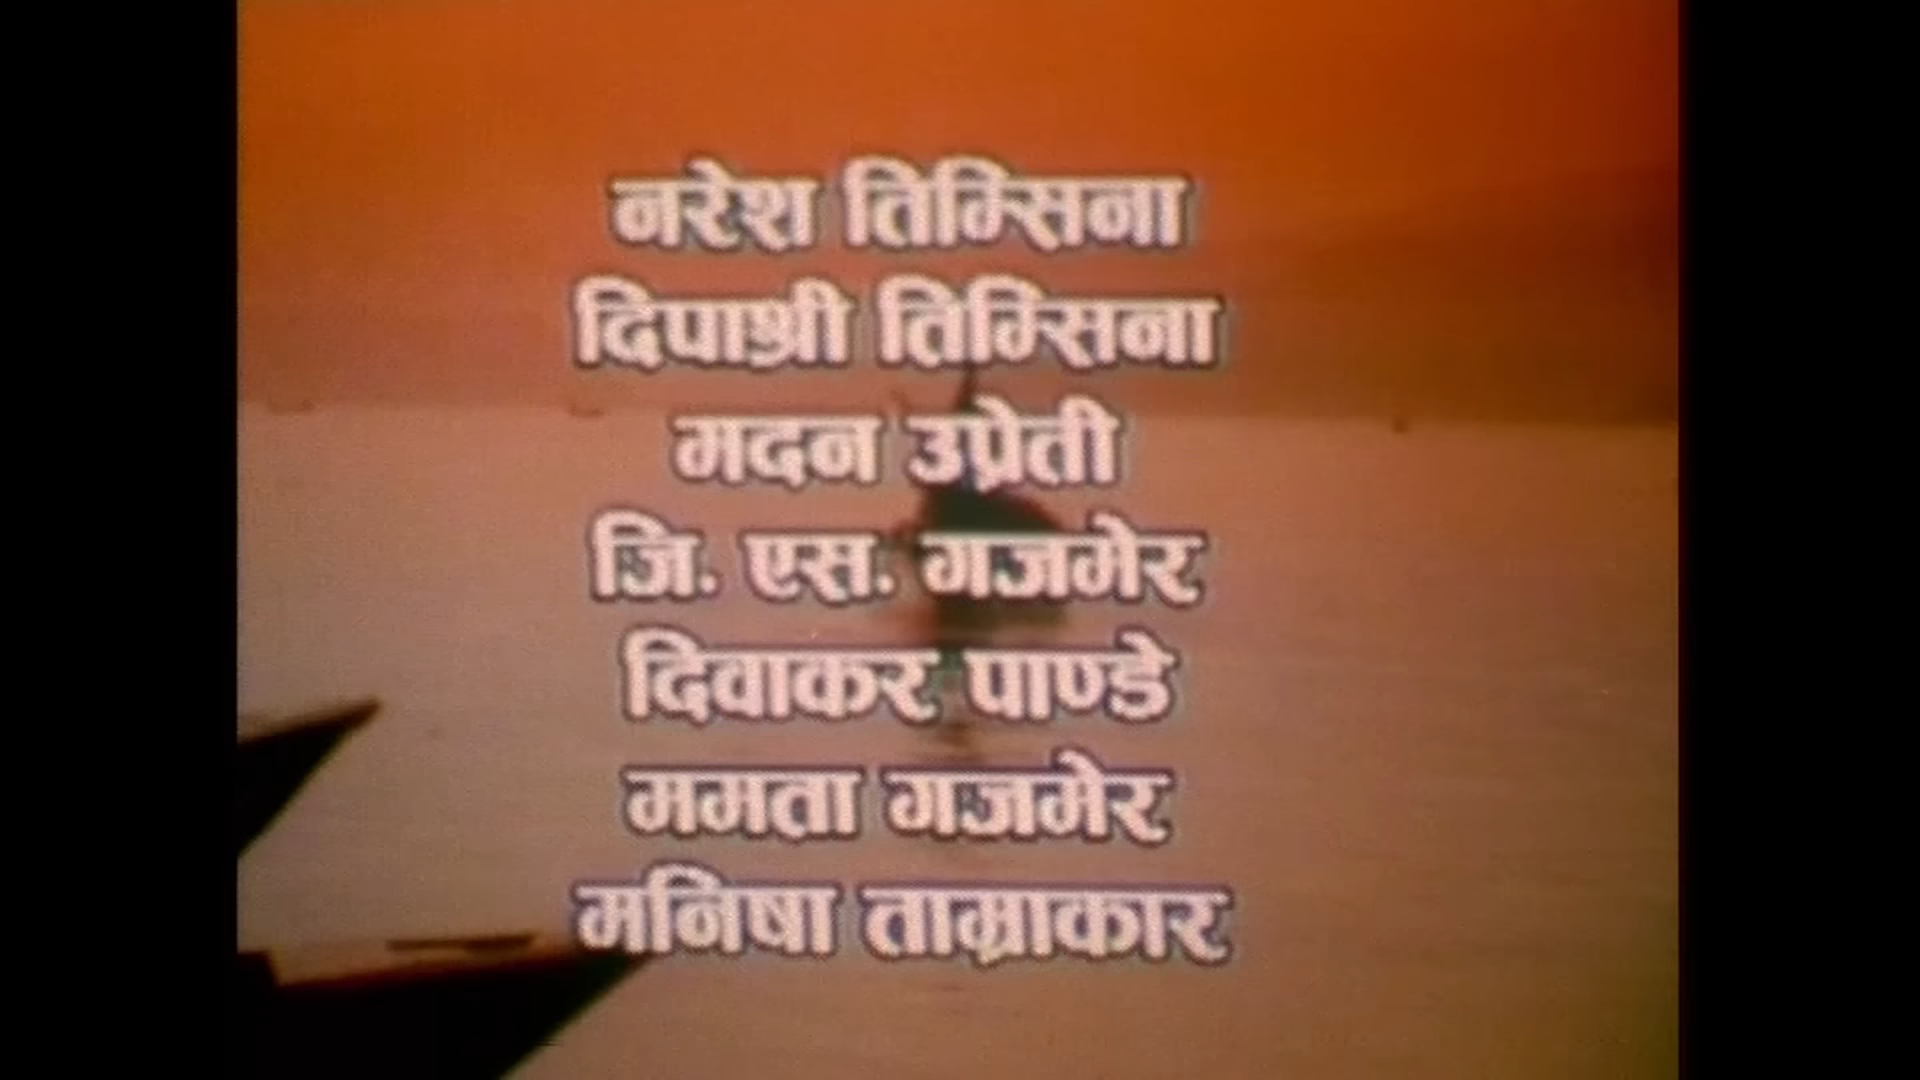 नरेश तिम्सिना
दिपाश्री तिम्सिना
मदन उप्रेती
जि. एस. गजमेर
दिवाकर पाण्डे
ममता गजमेर
मनिषा ताम्राकार